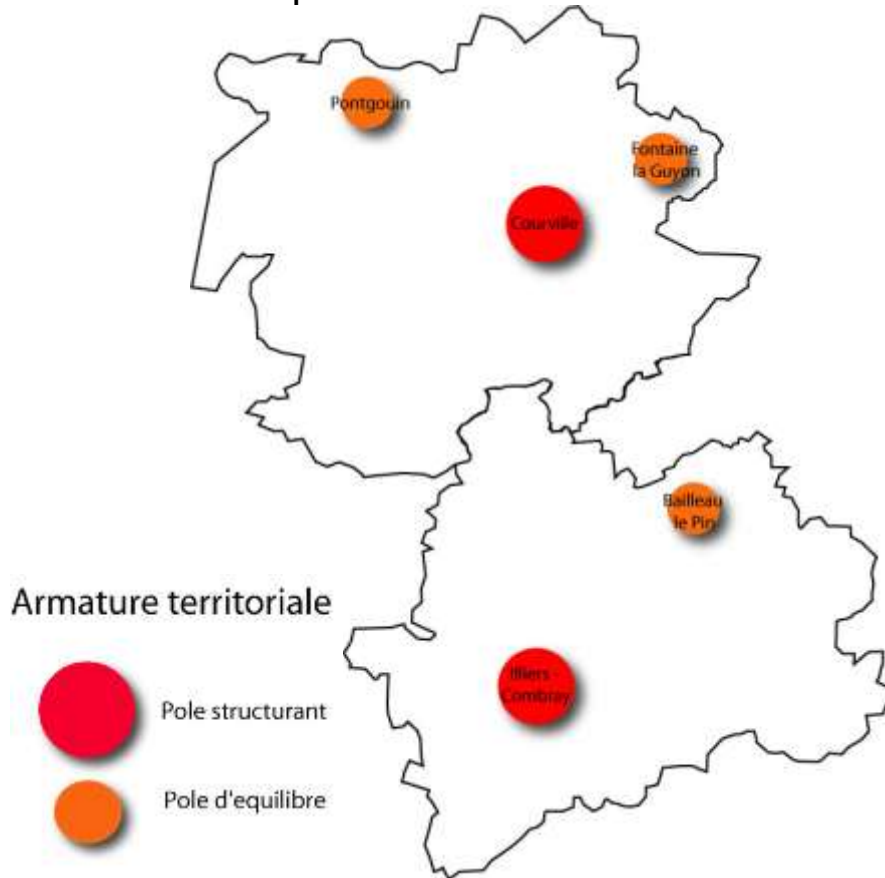 Pontgouin
Fontaine
la Guyon
Courville
Bailleau
le Pin
Illiers -
Combray
Armature territoriale
Pole structurant
Pole d'equilibre